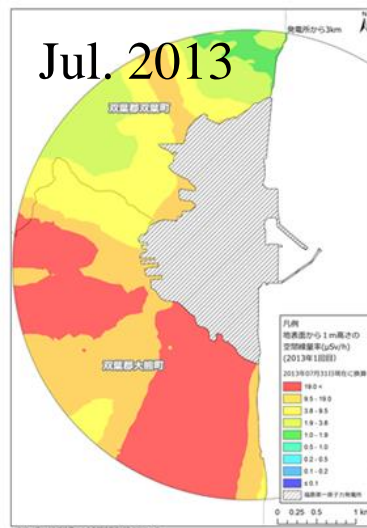 N
発電所から3km
Jul. 2013
双葉郡双葉町
双葉郡大熊町
凡例
地表面から1m高さの
空間線量率(μSv/h)
(2013年1回目)
2013年07月31日現在に換算
19.0 <
9.5 - 19.0
3.8 - 9.5
1.9 - 3.8
1.0 - 1.9
0.5 - 1.0
0.2 - 0.5
0.1 - 0.2
≤ 0.1
福島第一原子力発電所
0 0.25 0.5 1 km